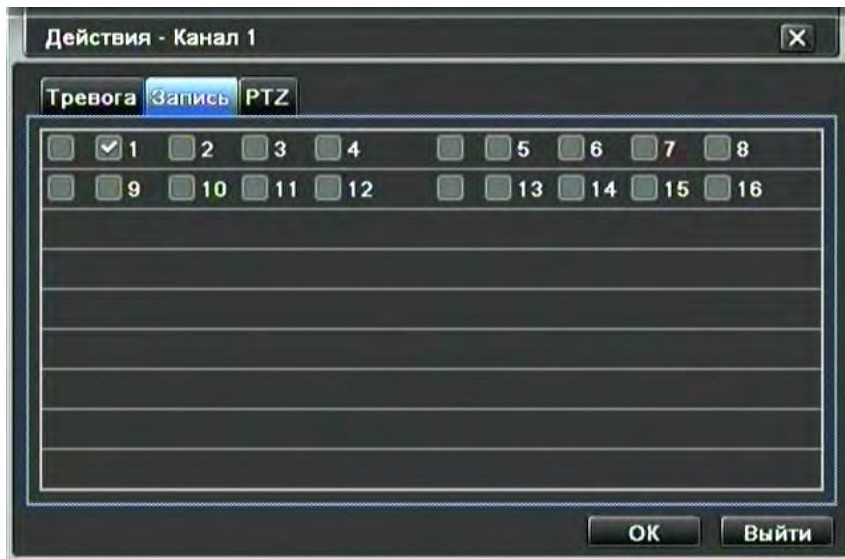 Действия - Канал 1
Тревога Запись PTZ
1 2 3 4 5 6 7 8
9 10 11 12 13 14 15 16
OK Выйти